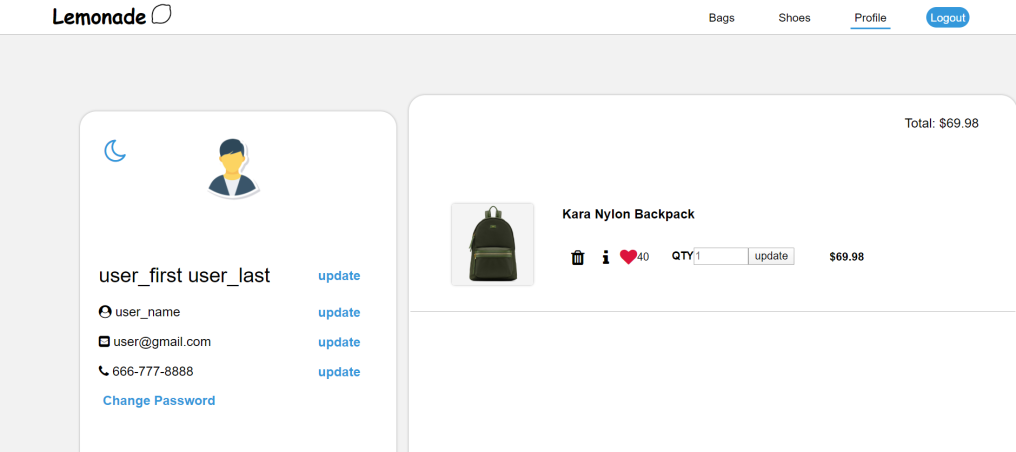 Lemonade
Bags Shoes Profile Logout
Total: $69.98
Kara Nylon Backpack
40 QTY 1 update $69.98
user_first user_last update
user_name update
user@gmail.com update
666-777-8888 update
Change Password